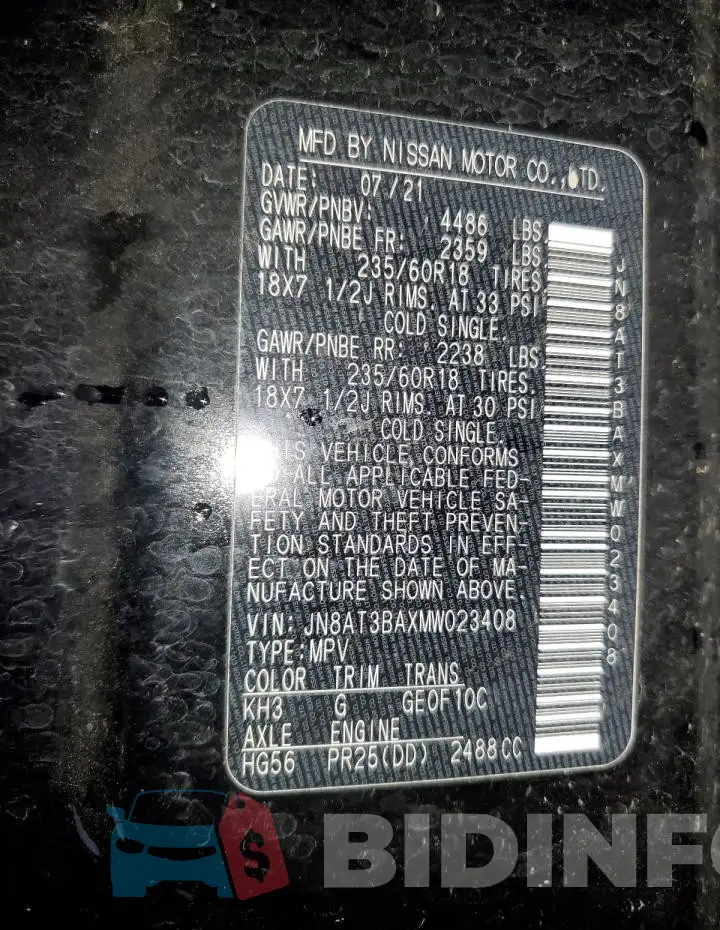 MFD BY NISSAN MOTOR CO.,LTD.
DATE: 07/21
GVWR/PNBV: 4486 LBS
GAWR/PNBE FR: 2359 LBS
WITH 235/60R18 TIRES
18X7 1/2J RIMS. AT 33 PSI
COLD SINGLE.
GAWR/PNBE RR: 2238 LBS
WITH 235/60R18 TIRES
18X7 1/2J RIMS. AT 30 PSI
COLD SINGLE.
VEHICLE CONFORMS
ALL APPLICABLE FED-
ERAL MOTOR VEHICLE SA-
FETY AND THEFT PREVEN-
TION STANDARDS IN EFF-
ECT ON THE DATE OF MA-
NUFACTURE SHOWN ABOVE.
VIN: JN8AT3BAXMW023408
TYPE:MPV
COLOR TRIM TRANS
KH3 G GE0F10C
AXLE ENGINE
HG56 PR25(DD) 2488CC
JN8AT3BAXMW023408
$ BIDINFO